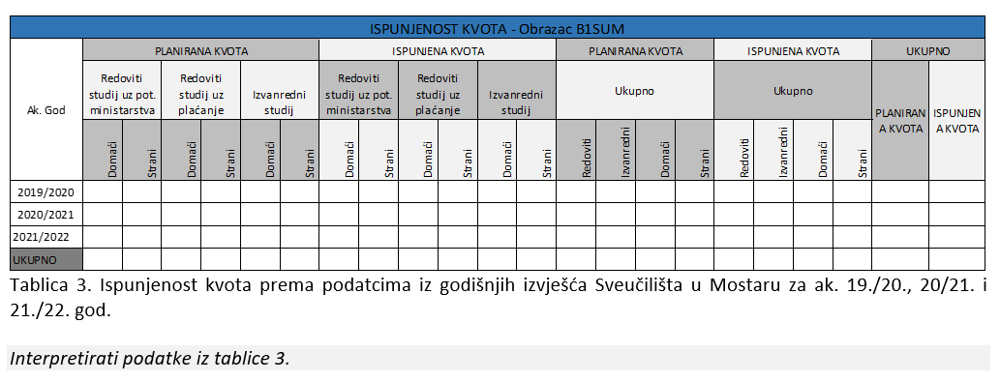 ISPUNJENOST KVOTA - Obrazac B1SUM
Ak. God
PLANIRANA KVOTA
ISPUNJENA KVOTA
PLANIRANA KVOTA
ISPUNJENA KVOTA
UKUPNO
Redoviti
studij uz pot.
ministarstva
Redoviti
studij uz
plaćanje
Izvanredni
studij
Redoviti
studij uz pot.
ministarstva
Redoviti
studij uz
plaćanje
Izvanredni
studij
Ukupno
Ukupno
PLANIRAN
A KVOTA
ISPUNJEN
A KVOTA
Domaći
Strani
Domaći
Strani
Domaći
Strani
Domaći
Strani
Domaći
Strani
Domaći
Strani
Redoviti
Izvanredni
Domaći
Strani
Redoviti
Izvanredni
Domaći
Strani
2019/2020
2020/2021
2021/2022
UKUPNO
Tablica 3. Ispunjenost kvota prema podatcima iz godišnjih izvješća Sveučilišta u Mostaru za ak. 19./20., 20/21. i
21./22. god.
Interpretirati podatke iz tablice 3.